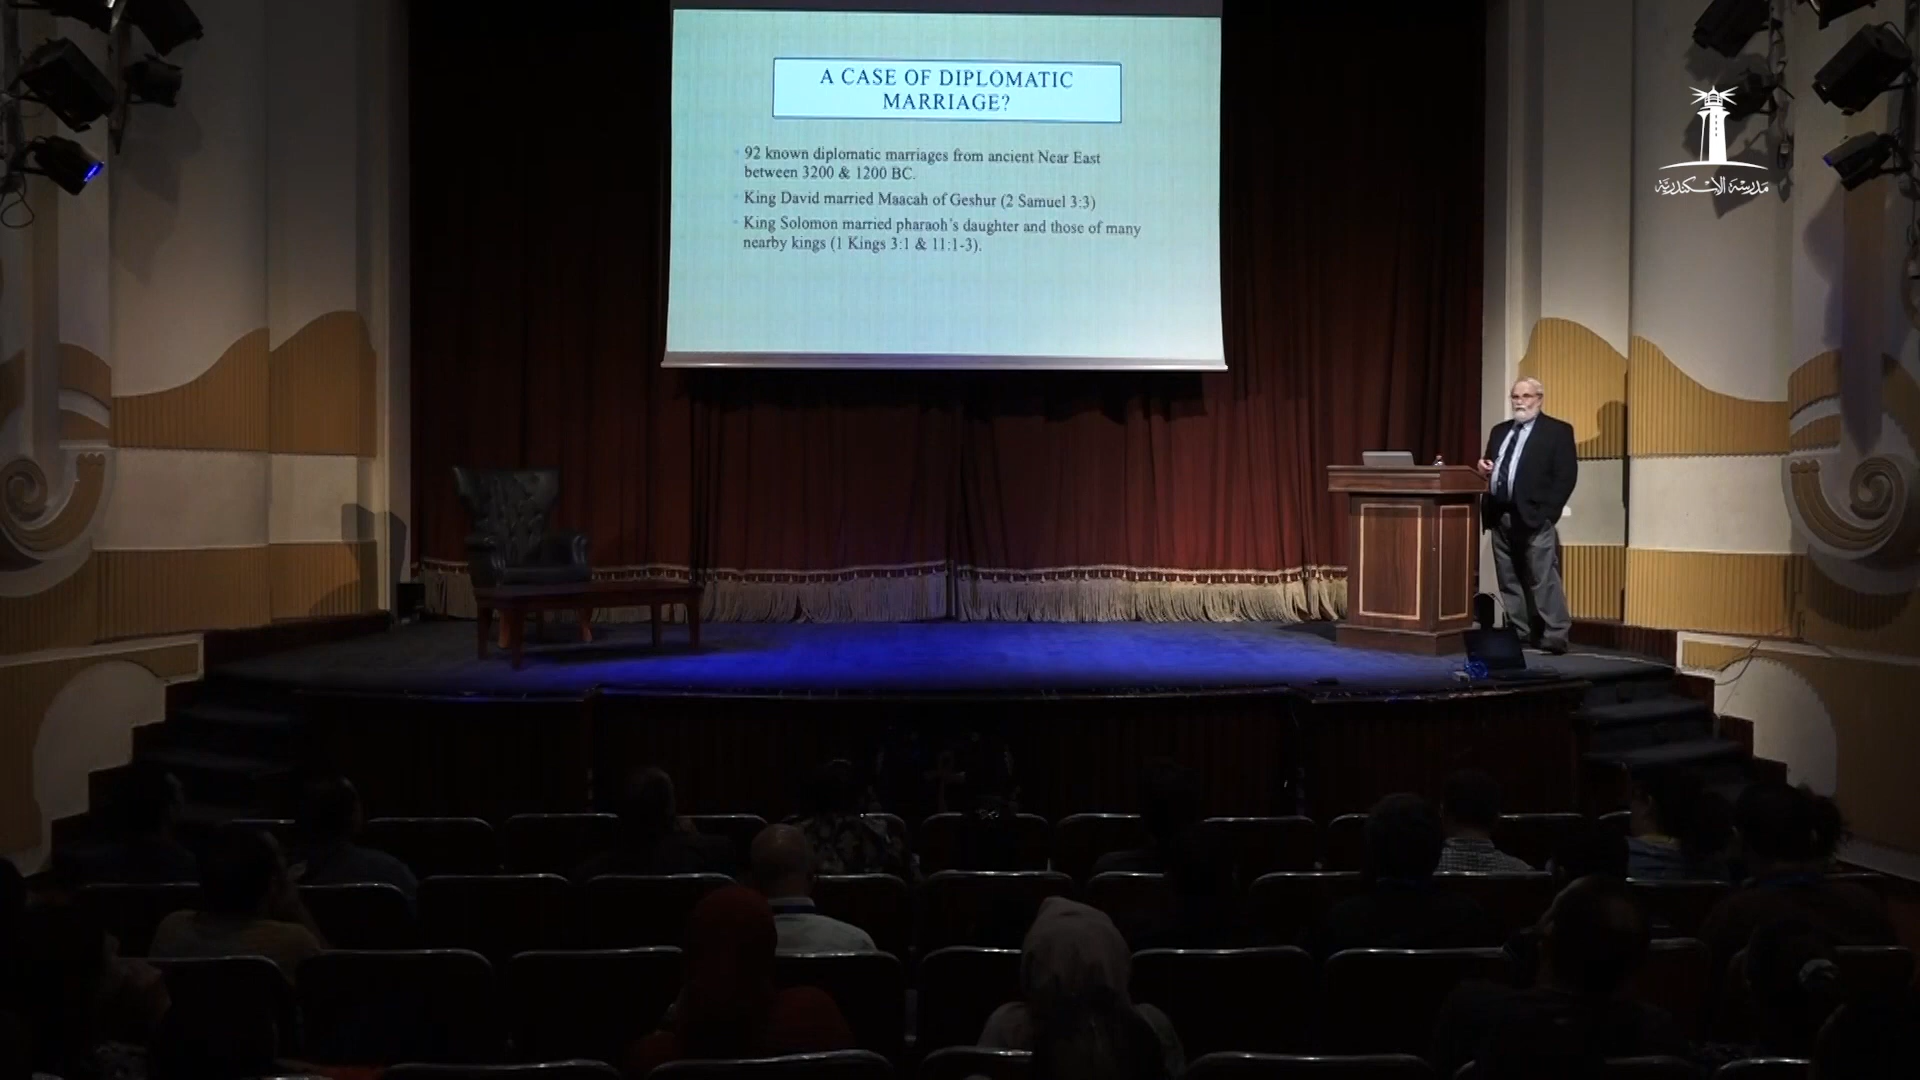 A CASE OF DIPLOMATIC
MARRIAGE?
92 known diplomatic marriages from ancient Near East
between 3200 & 1200 BC.
King David married Maacah of Geshur (2 Samuel 3:3)
King Solomon married pharaoh's daughter and those of many
nearby kings (1 Kings 3:1 & 11:1-3).
مدرسة الإسكندرية